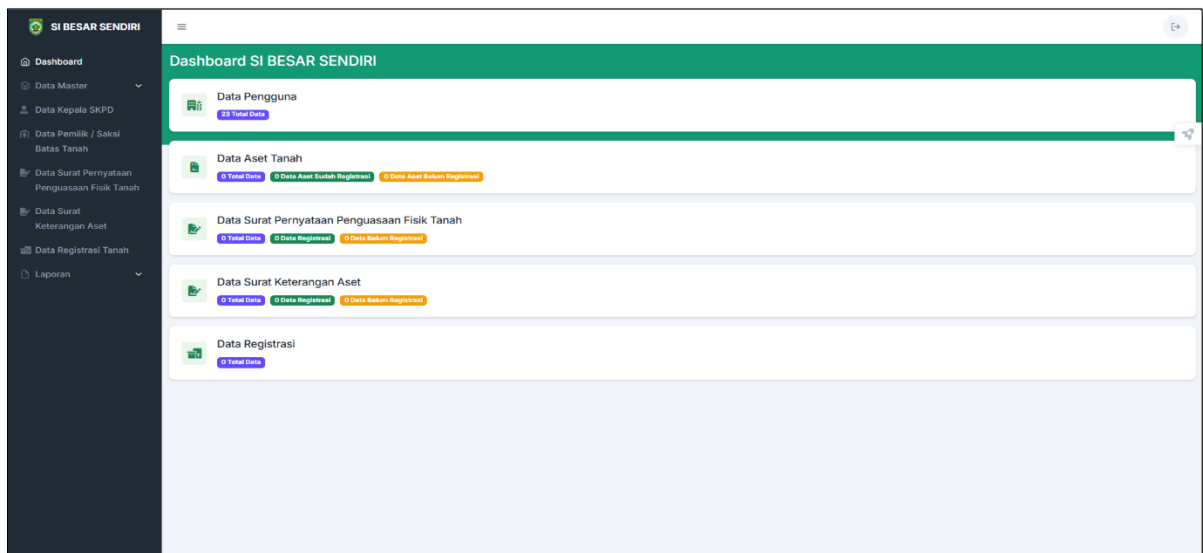 SI BESAR SENDIRI
Dashboard
Data Master
Data Kepala SKPD
Data Pemilik / Saksi
Batas Tanah
Data Surat Pernyataan
Penguasaan Fisik Tanah
Data Surat
Keterangan Aset
Data Registrasi Tanah
Laporan
Dashboard SI BESAR SENDIRI
Data Pengguna
23 Total Data
Data Aset Tanah
0 Total Data 0 Data Aset Sudah Registrasi 0 Data Aset Belum Registrasi
Data Surat Pernyataan Penguasaan Fisik Tanah
0 Total Data 0 Data Registrasi 0 Data Belum Registrasi
Data Surat Keterangan Aset
0 Total Data 0 Data Registrasi 0 Data Belum Registrasi
Data Registrasi
0 Total Data